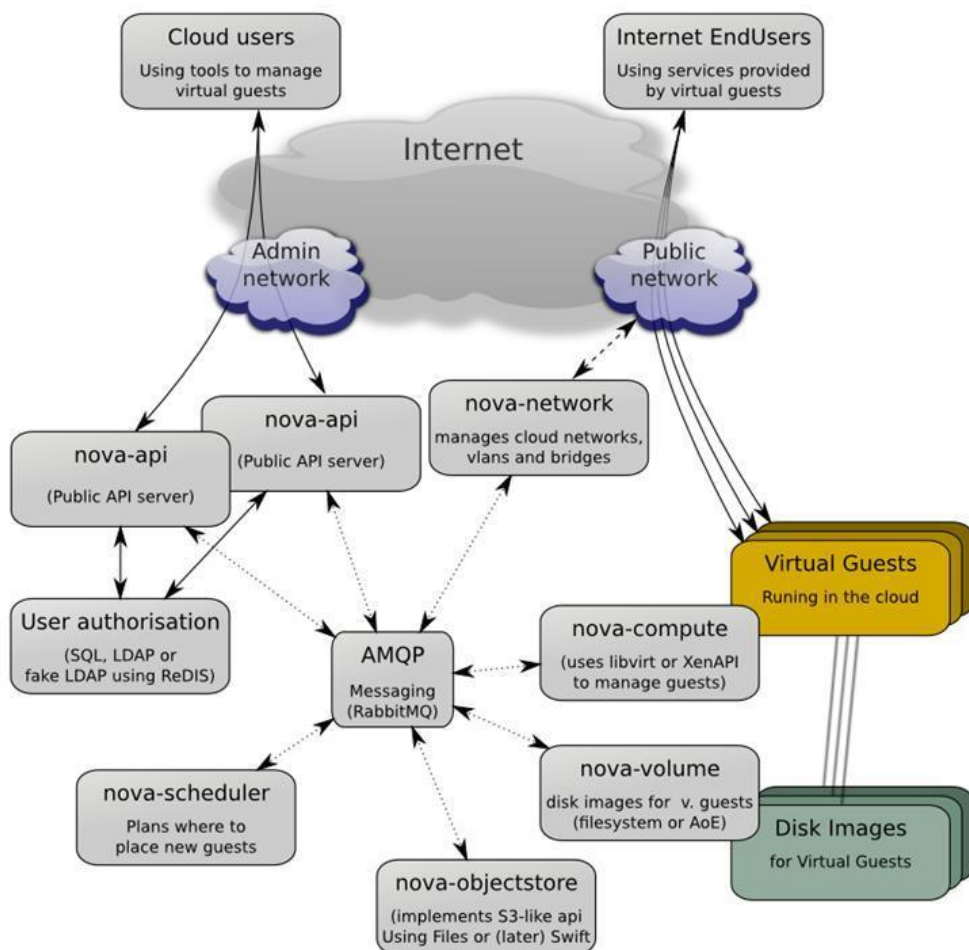 Cloud users
Using tools to manage
virtual guests
Internet EndUsers
Using services provided
by virtual guests
Internet
Admin
network
Public
network
nova-api
(Public API server)
nova-api
(Public API server)
nova-network
manages cloud networks,
vlans and bridges
Virtual Guests
Runing in the cloud
User authorisation
(SQL, LDAP or
fake LDAP using ReDIS)
AMQP
Messaging
(RabbitMQ)
nova-compute
(uses libvirt or XenAPI
to manage guests)
nova-scheduler
Plans where to
place new guests
nova-volume
disk images for v. guests
(filesystem or AoE)
Disk Images
for Virtual Guests
nova-objectstore
(implements S3-like api
Using Files or (later) Swift